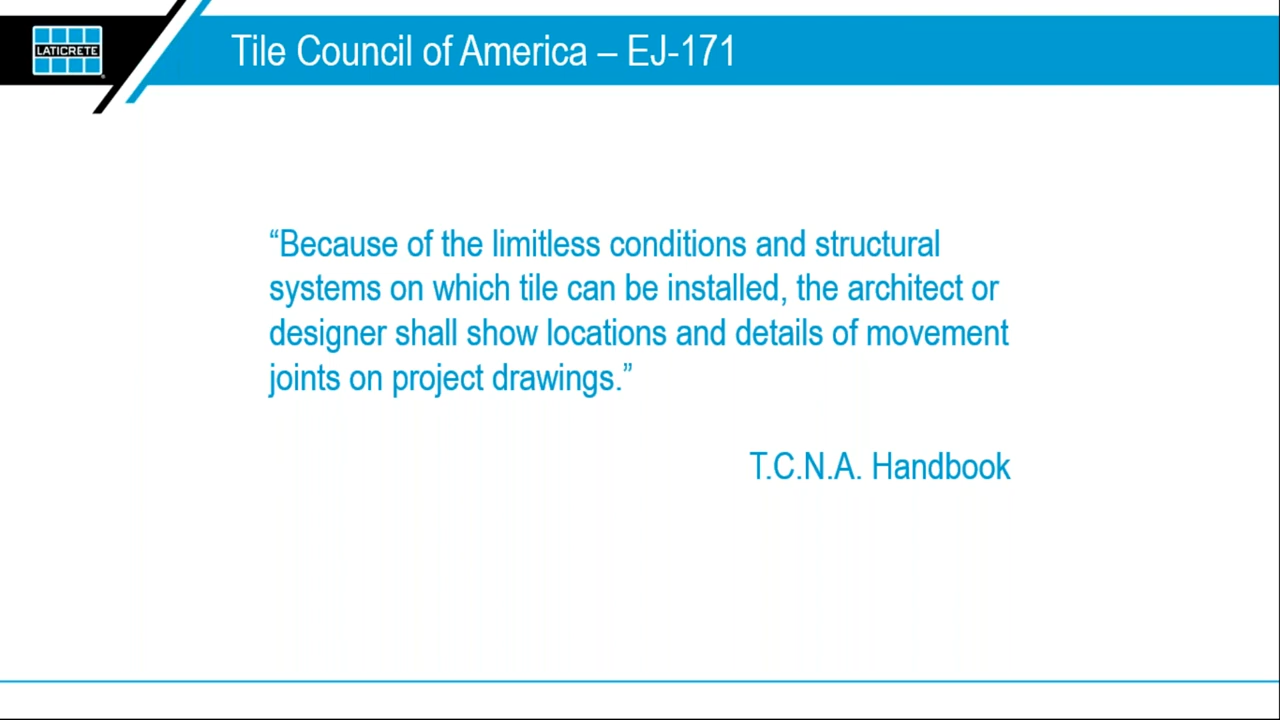 LATICRETE
Tile Council of America – EJ-171
“Because of the limitless conditions and structural
systems on which tile can be installed, the architect or
designer shall show locations and details of movement
joints on project drawings.”
T.C.N.A. Handbook